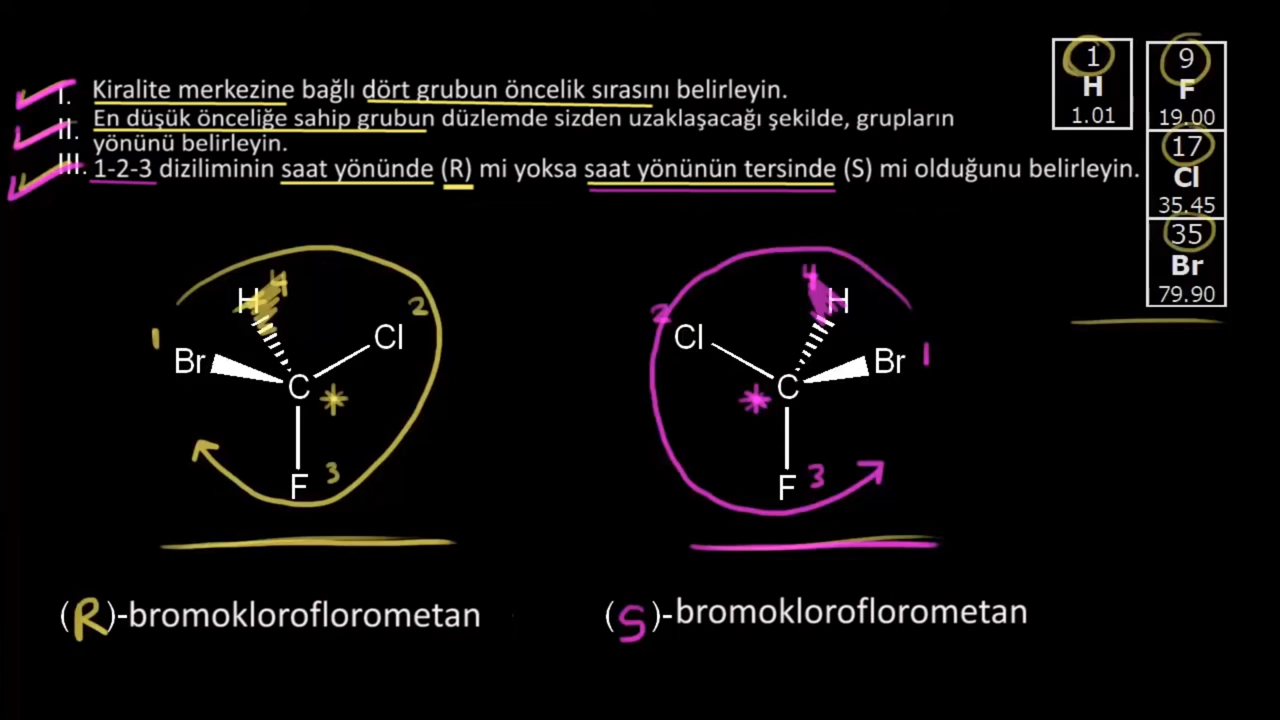 I. Kiralite merkezine bağlı dört grubun öncelik sırasını belirleyin.
II. En düşük önceliğe sahip grubun düzlemde sizden uzaklaşacağı şekilde, grupların
yönünü belirleyin.
III. 1-2-3 diziliminin saat yönünde (R) mi yoksa saat yönünün tersinde (S) mi olduğunu belirleyin.
1
H
1.01
9
F
19.00
17
Cl
35.45
35
Br
79.90
4
H
2
Cl
1
Br
C *
F 3
4
H
2
Cl
Br 1
* C
F 3
(R)-bromokloroflorometan
(S)-bromokloroflorometan